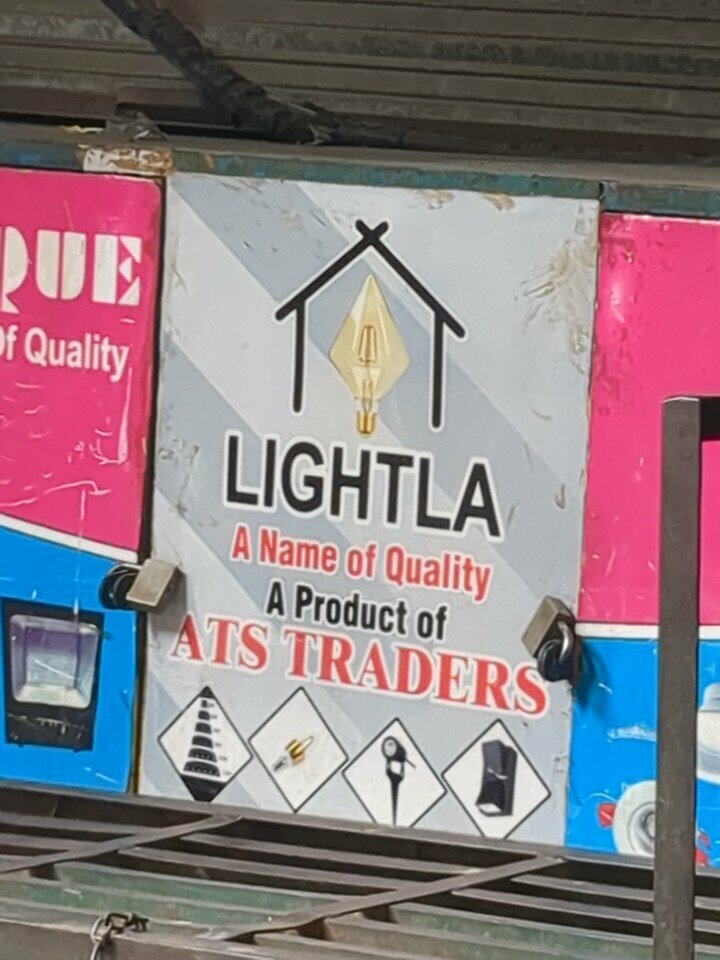 QUE
Of Quality
LIGHTLA
A Name of Quality
A Product of
ATS TRADERS